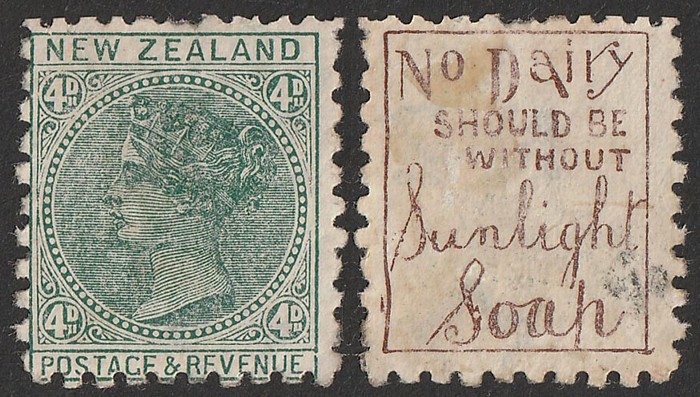 NEW ZEALAND
4D
4D
4D
4D
POSTAGE & REVENUE
No Dairy
SHOULD BE
WITHOUT
Sunlight
Soap